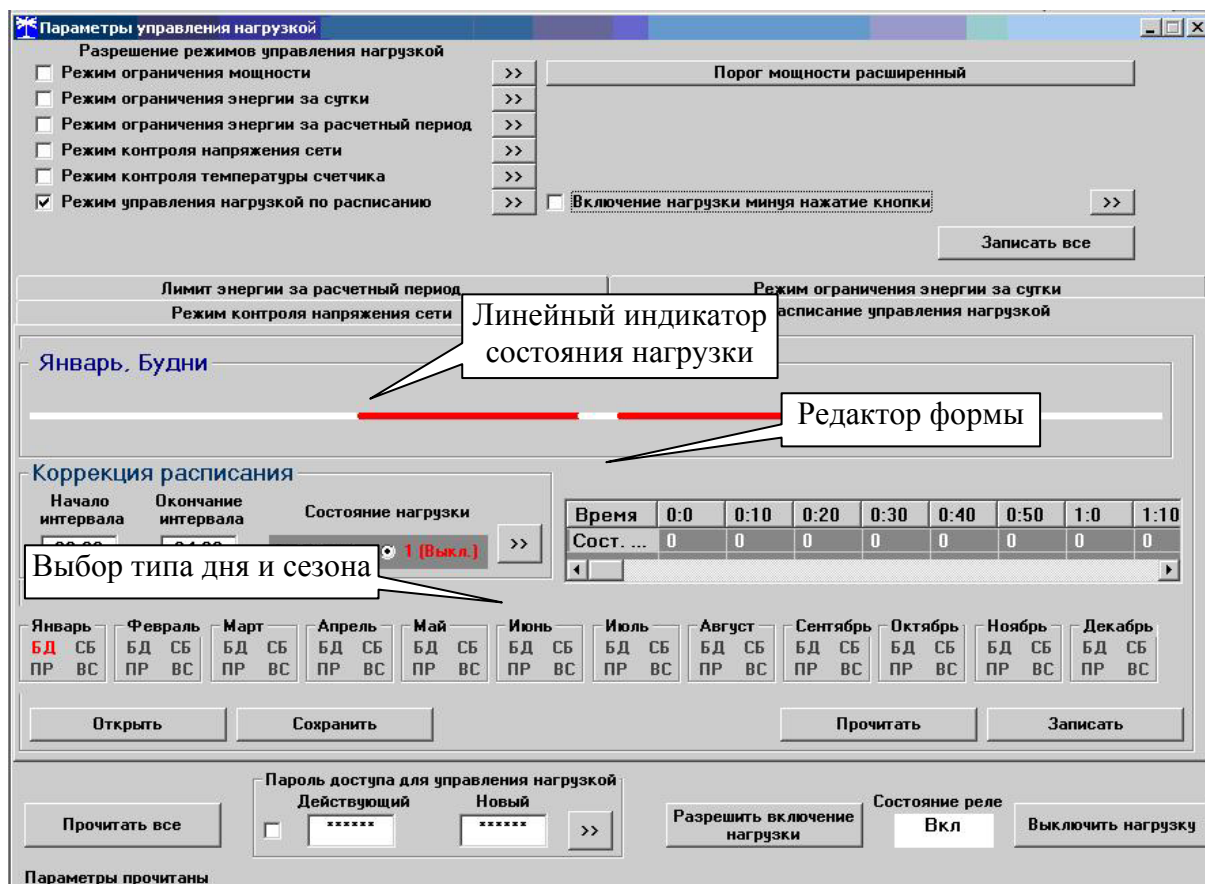 Параметры управления нагрузкой
Разрешение режимов управления нагрузкой
Режим ограничения мощности >> Порог мощности расширенный
Режим ограничения энергии за сутки >>
Режим ограничения энергии за расчетный период >>
Режим контроля напряжения сети >>
Режим контроля температуры счетчика >>
Режим управления нагрузкой по расписанию >> Включение нагрузки минуя нажатие кнопки >>
Записать все
Лимит энергии за расчетный период Режим ограничения энергии за сутки
Режим контроля напряжения сети управления нагрузкой
Линейный индикатор
состояния нагрузки
Январь, Будни
Редактор формы
Коррекция расписания
Начало Окончание
интервала интервала Состояние нагрузки
1 (Выкл.) >>
Время 0:0 0:10 0:20 0:30 0:40 0:50 1:0 1:10
Сост. ... 0 0 0 0 0 0 0 0
Выбор типа дня и сезона
Январь Февраль Март Апрель Май Июнь Июль Август Сентябрь Октябрь Ноябрь Декабрь
БД СБ БД СБ БД СБ БД СБ БД СБ БД СБ БД СБ БД СБ БД СБ БД СБ БД СБ БД СБ
ПР ВС ПР ВС ПР ВС ПР ВС ПР ВС ПР ВС ПР ВС ПР ВС ПР ВС ПР ВС ПР ВС ПР ВС
Открыть Сохранить Прочитать Записать
Пароль доступа для управления нагрузкой
Действующий Новый
Прочитать все ****** ****** >>
Разрешить включение
нагрузки
Состояние реле
Вкл
Выключить нагрузку
Параметры прочитаны